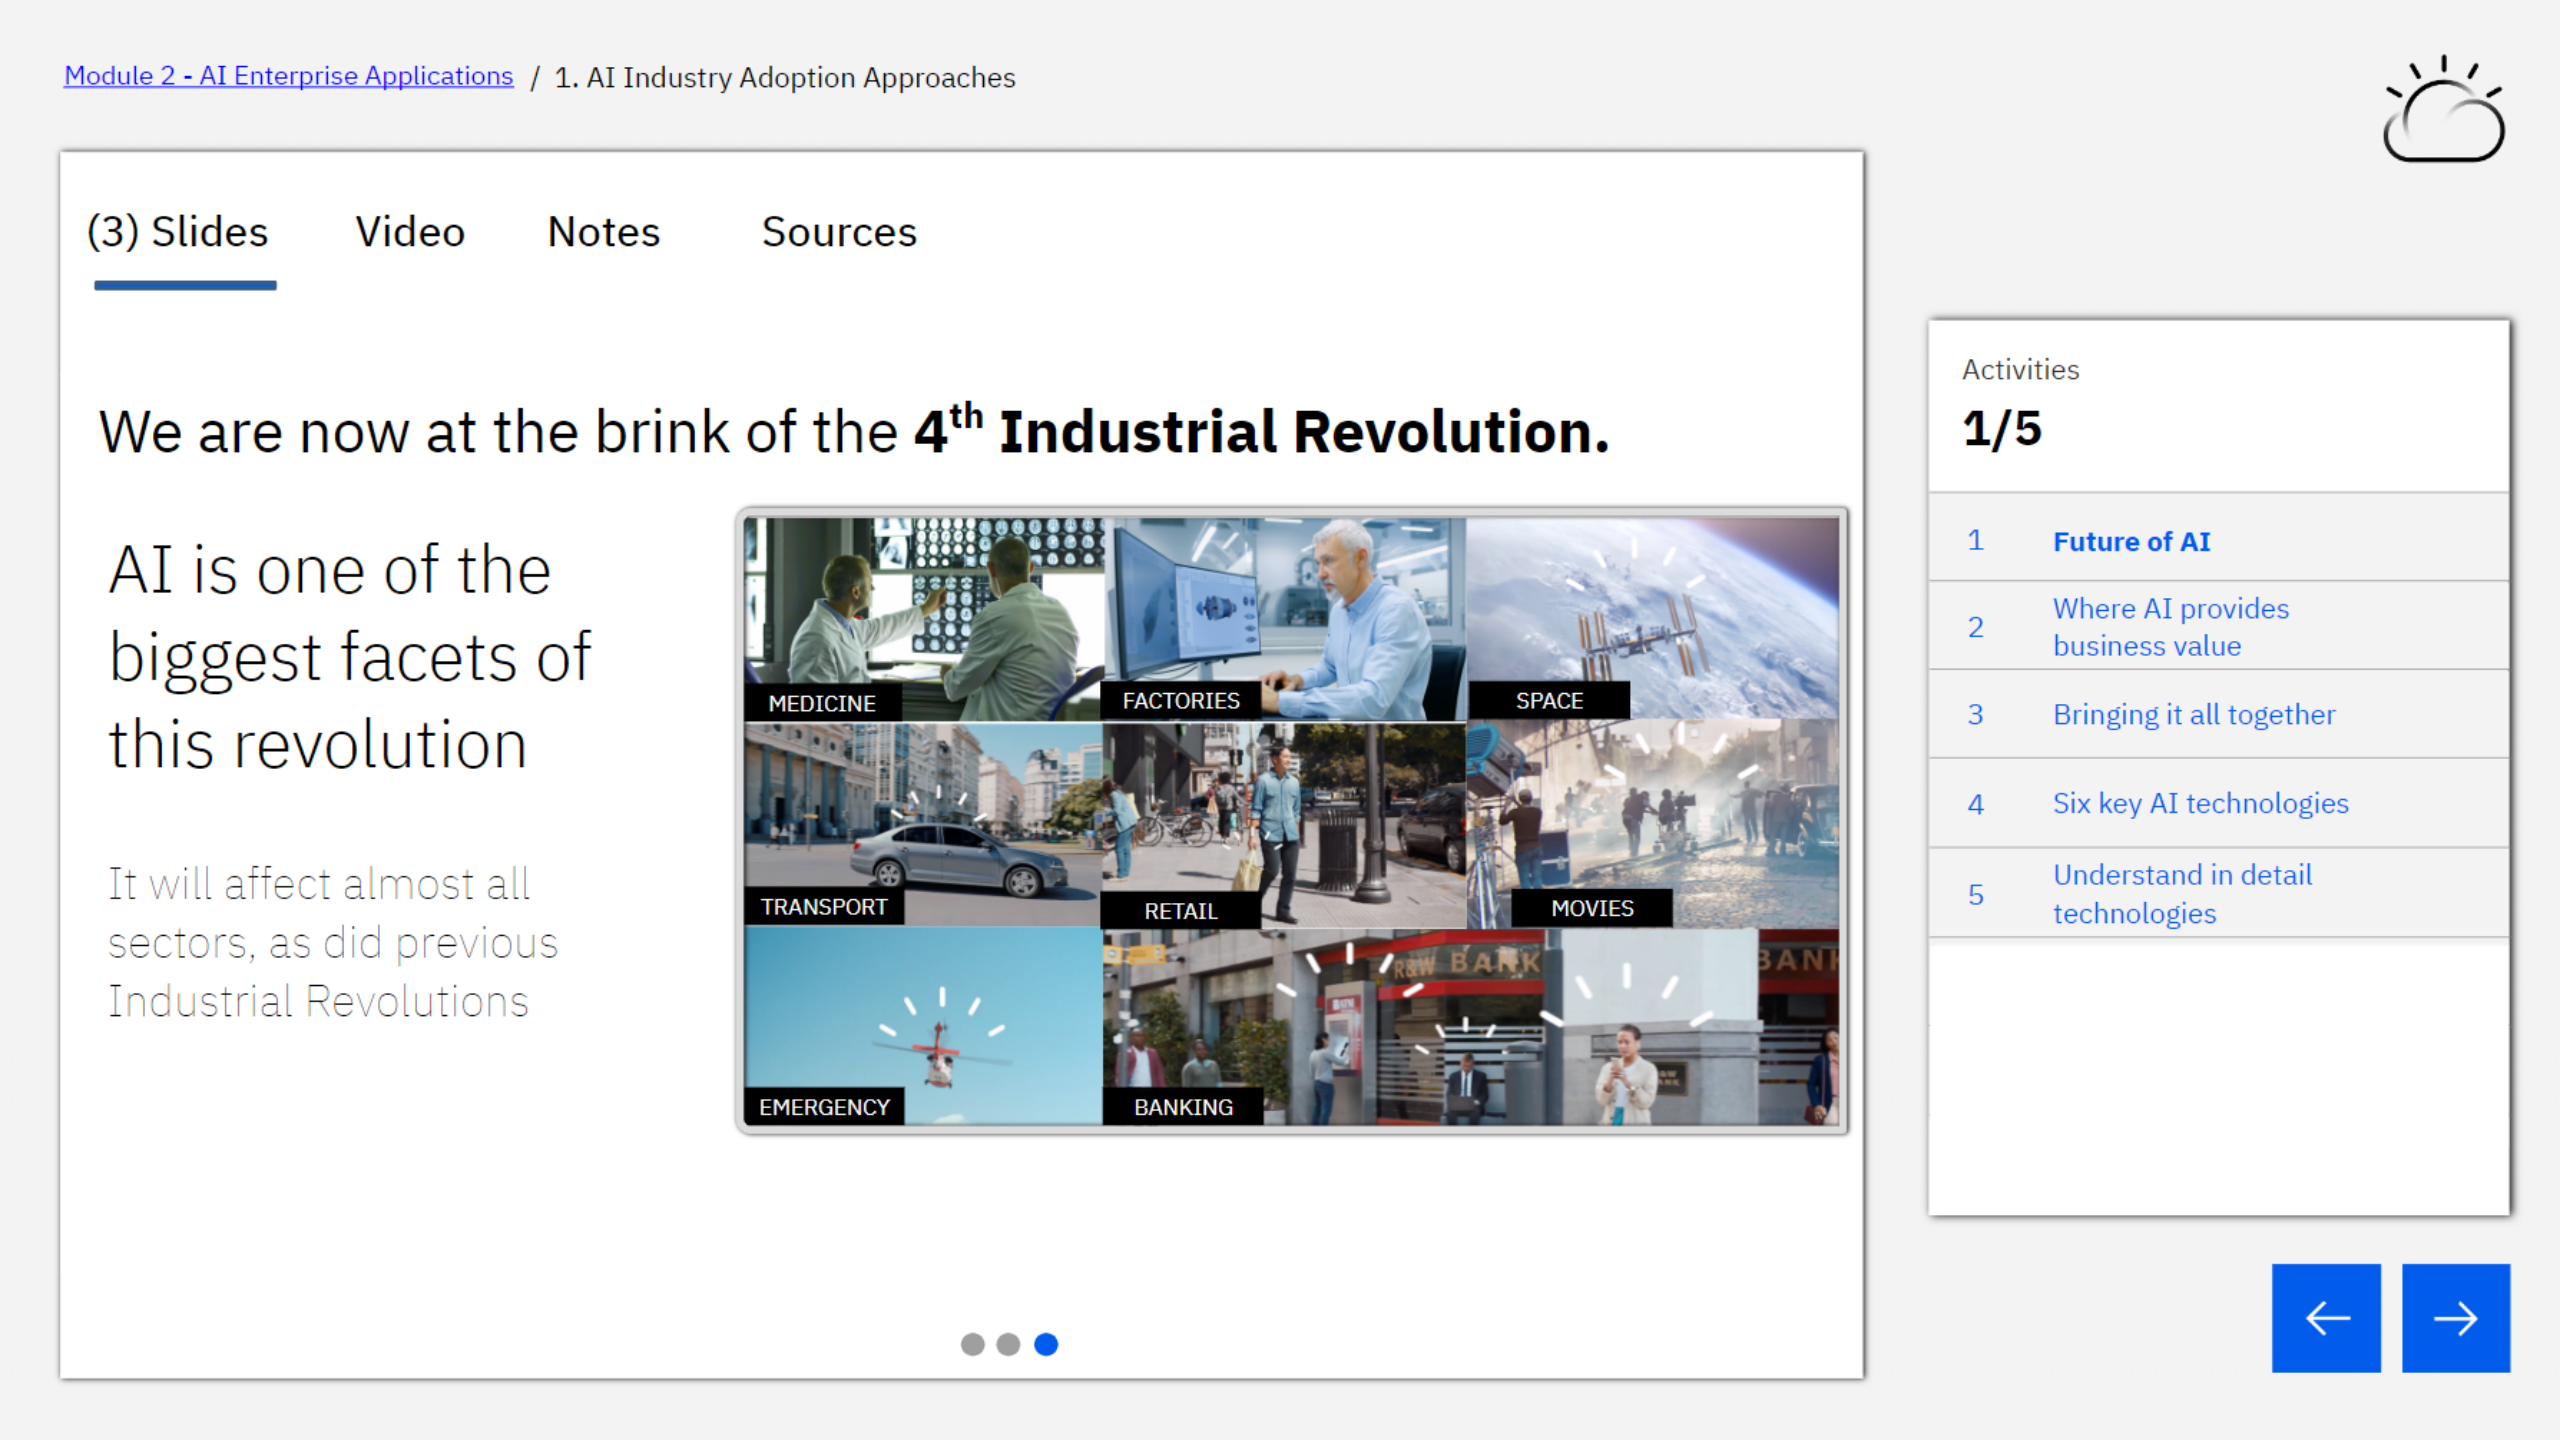 Module 2 - AI Enterprise Applications / 1. AI Industry Adoption Approaches
(3) Slides Video Notes Sources
We are now at the brink of the 4th Industrial Revolution.
AI is one of the
biggest facets of
this revolution
It will affect almost all
sectors, as did previous
Industrial Revolutions
MEDICINE
FACTORIES
SPACE
TRANSPORT
RETAIL
MOVIES
R&W BANK
BANK
ATM
EMERGENCY
BANKING
Activities
1/5
1 Future of AI
2 Where AI provides
business value
3 Bringing it all together
4 Six key AI technologies
5 Understand in detail
technologies